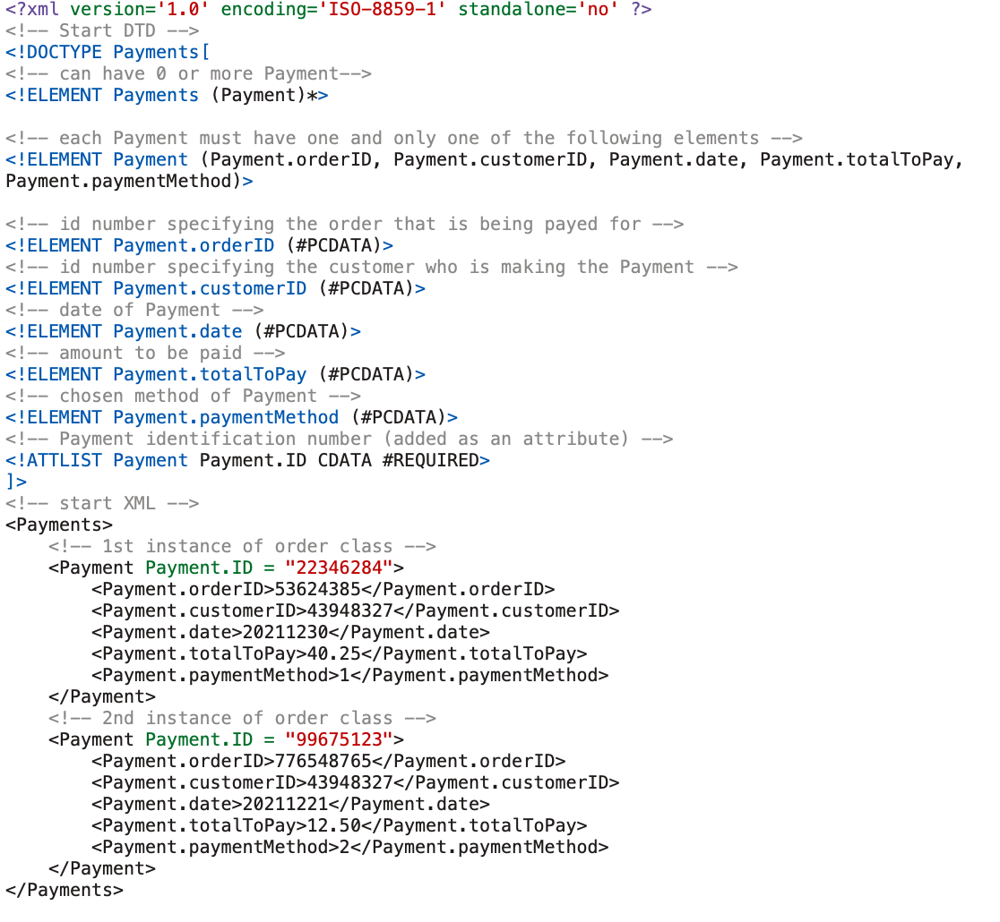 <?xml version='1.0' encoding='ISO-8859-1' standalone='no' ?>
<!-- Start DTD -->
<!DOCTYPE Payments[
<!-- can have 0 or more Payment-->
<!ELEMENT Payments (Payment)*>

<!-- each Payment must have one and only one of the following elements -->
<!ELEMENT Payment (Payment.orderID, Payment.customerID, Payment.date, Payment.totalToPay,
Payment.paymentMethod)>

<!-- id number specifying the order that is being payed for -->
<!ELEMENT Payment.orderID (#PCDATA)>
<!-- id number specifying the customer who is making the Payment -->
<!ELEMENT Payment.customerID (#PCDATA)>
<!-- date of Payment -->
<!ELEMENT Payment.date (#PCDATA)>
<!-- amount to be paid -->
<!ELEMENT Payment.totalToPay (#PCDATA)>
<!-- chosen method of Payment -->
<!ELEMENT Payment.paymentMethod (#PCDATA)>
<!-- Payment identification number (added as an attribute) -->
<!ATTLIST Payment Payment.ID CDATA #REQUIRED>
]>
<!-- start XML -->
<Payments>
    <!-- 1st instance of order class -->
    <Payment Payment.ID = "22346284">
        <Payment.orderID>53624385</Payment.orderID>
        <Payment.customerID>43948327</Payment.customerID>
        <Payment.date>20211230</Payment.date>
        <Payment.totalToPay>40.25</Payment.totalToPay>
        <Payment.paymentMethod>1</Payment.paymentMethod>
    </Payment>
    <!-- 2nd instance of order class -->
    <Payment Payment.ID = "99675123">
        <Payment.orderID>776548765</Payment.orderID>
        <Payment.customerID>43948327</Payment.customerID>
        <Payment.date>20211221</Payment.date>
        <Payment.totalToPay>12.50</Payment.totalToPay>
        <Payment.paymentMethod>2</Payment.paymentMethod>
    </Payment>
</Payments>